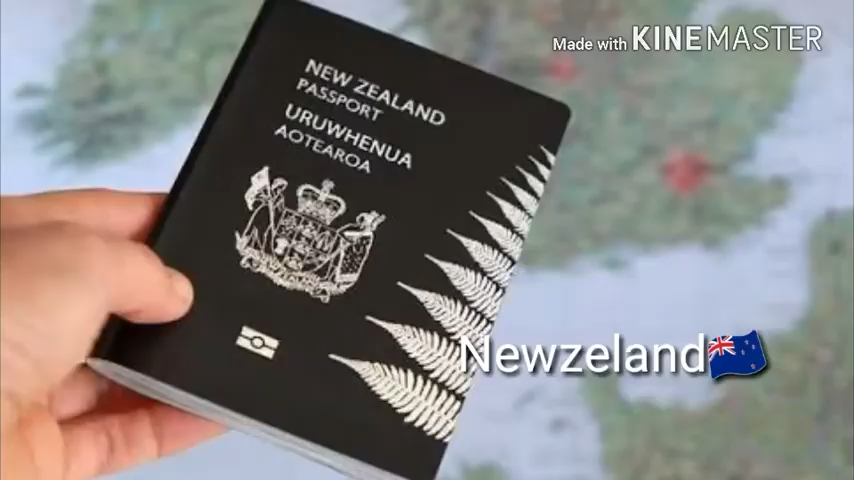 Made with KINEMASTER
NEW ZEALAND
PASSPORT
URUWHENUA
AOTEAROA
Newzeland🇳🇿